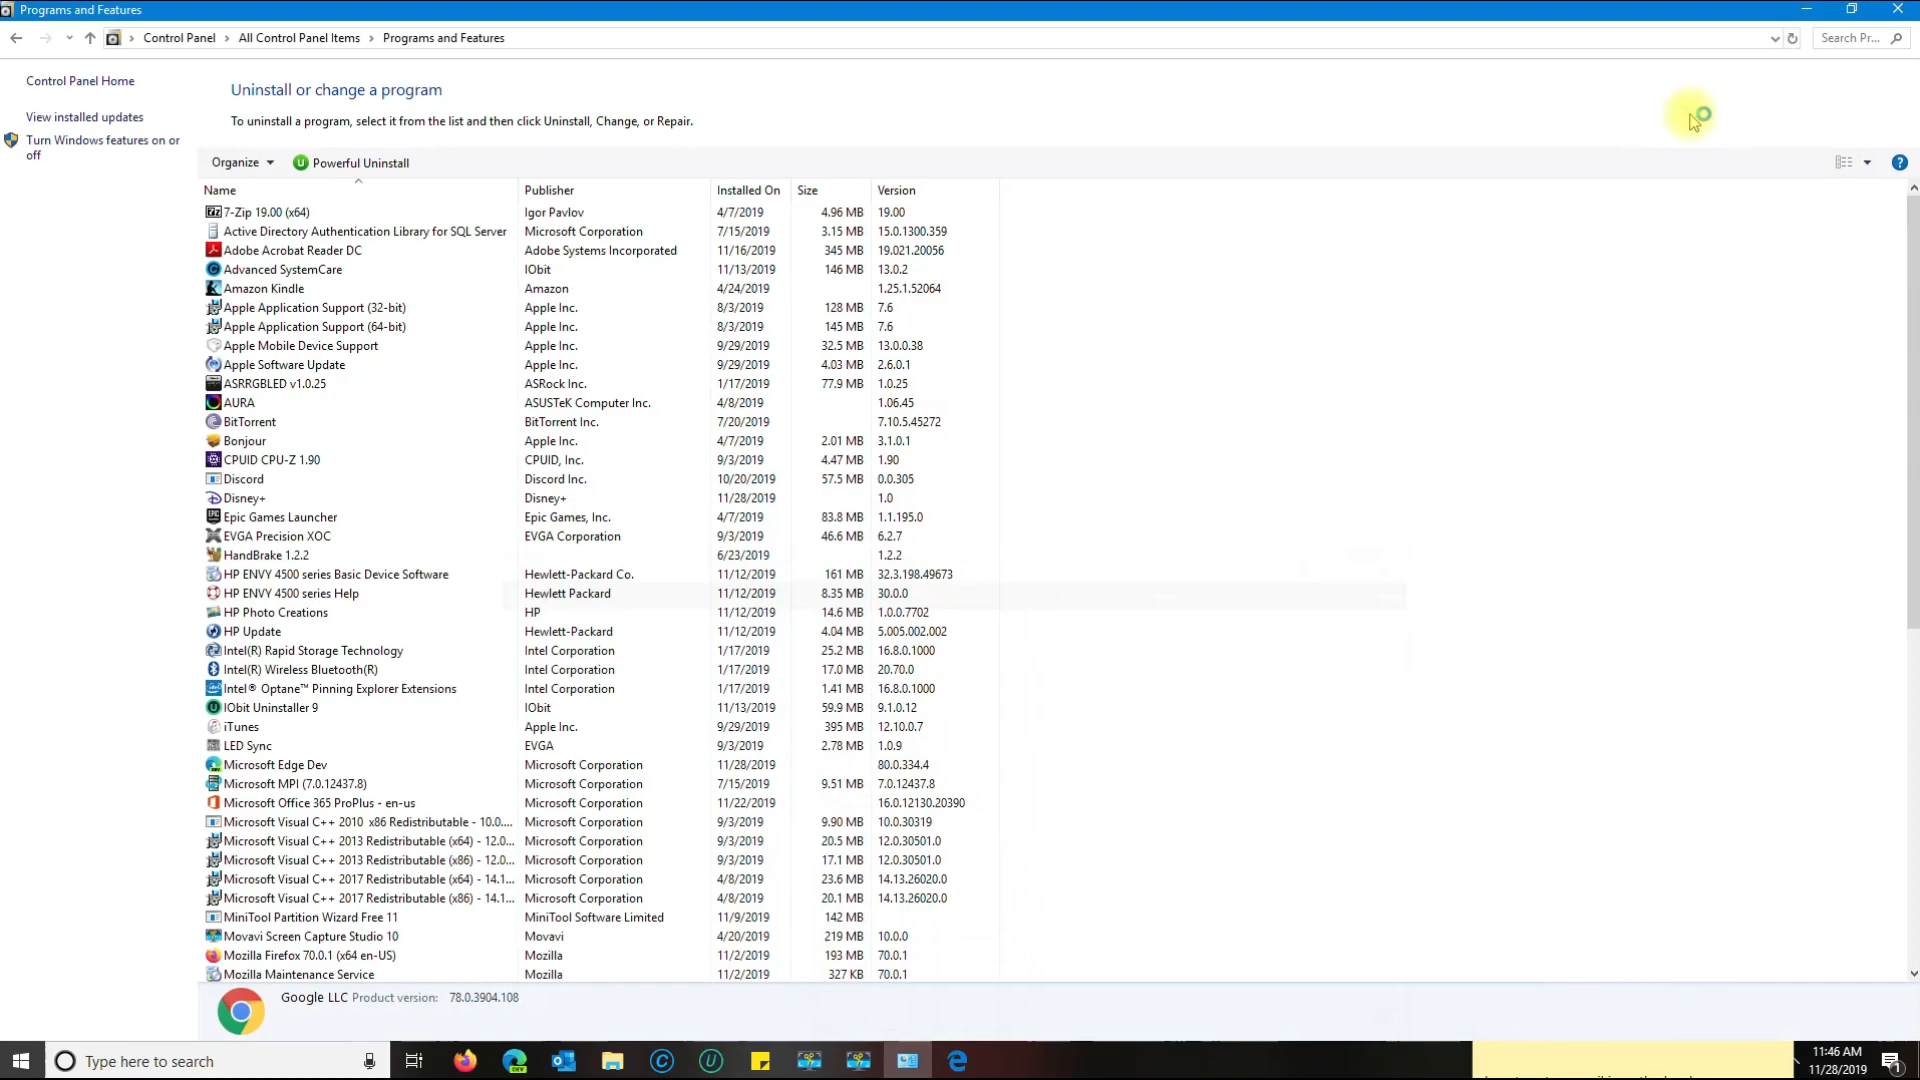 Programs and Features
Control Panel > All Control Panel Items > Programs and Features
Search Pr...
Control Panel Home
View installed updates
Turn Windows features on or
off
Uninstall or change a program
To uninstall a program, select it from the list and then click Uninstall, Change, or Repair.
Organize Powerful Uninstall
Name Publisher Installed On Size Version
7-Zip 19.00 (x64) Igor Pavlov 4/7/2019 4.96 MB 19.00
Active Directory Authentication Library for SQL Server Microsoft Corporation 7/15/2019 3.15 MB 15.0.1300.359
Adobe Acrobat Reader DC Adobe Systems Incorporated 11/16/2019 345 MB 19.021.20056
Advanced SystemCare IObit 11/13/2019 146 MB 13.0.2
Amazon Kindle Amazon 4/24/2019 1.25.1.52064
Apple Application Support (32-bit) Apple Inc. 8/3/2019 128 MB 7.6
Apple Application Support (64-bit) Apple Inc. 8/3/2019 145 MB 7.6
Apple Mobile Device Support Apple Inc. 9/29/2019 32.5 MB 13.0.0.38
Apple Software Update Apple Inc. 9/29/2019 4.03 MB 2.6.0.1
ASRRGBLED v1.0.25 ASRock Inc. 1/17/2019 77.9 MB 1.0.25
AURA ASUSTeK Computer Inc. 4/8/2019 1.06.45
BitTorrent BitTorrent Inc. 7/20/2019 7.10.5.45272
Bonjour Apple Inc. 4/7/2019 2.01 MB 3.1.0.1
CPUID CPU-Z 1.90 CPUID, Inc. 9/3/2019 4.47 MB 1.90
Discord Discord Inc. 10/20/2019 57.5 MB 0.0.305
Disney+ Disney+ 11/28/2019 1.0
Epic Games Launcher Epic Games, Inc. 4/7/2019 83.8 MB 1.1.195.0
EVGA Precision XOC EVGA Corporation 9/3/2019 46.6 MB 6.2.7
HandBrake 1.2.2 6/23/2019 1.2.2
HP ENVY 4500 series Basic Device Software Hewlett-Packard Co. 11/12/2019 161 MB 32.3.198.49673
HP ENVY 4500 series Help Hewlett Packard 11/12/2019 8.35 MB 30.0.0
HP Photo Creations HP 11/12/2019 14.6 MB 1.0.0.7702
HP Update Hewlett-Packard 11/12/2019 4.04 MB 5.005.002.002
Intel(R) Rapid Storage Technology Intel Corporation 1/17/2019 25.2 MB 16.8.0.1000
Intel(R) Wireless Bluetooth(R) Intel Corporation 1/17/2019 17.0 MB 20.70.0
Intel® Optane™ Pinning Explorer Extensions Intel Corporation 1/17/2019 1.41 MB 16.8.0.1000
IObit Uninstaller 9 IObit 11/13/2019 59.9 MB 9.1.0.12
iTunes Apple Inc. 9/29/2019 395 MB 12.10.0.7
LED Sync EVGA 9/3/2019 2.78 MB 1.0.9
Microsoft Edge Dev Microsoft Corporation 11/28/2019 80.0.334.4
Microsoft MPI (7.0.12437.8) Microsoft Corporation 7/15/2019 9.51 MB 7.0.12437.8
Microsoft Office 365 ProPlus - en-us Microsoft Corporation 11/22/2019 16.0.12130.20390
Microsoft Visual C++ 2010 x86 Redistributable - 10.0.... Microsoft Corporation 9/3/2019 9.90 MB 10.0.30319
Microsoft Visual C++ 2013 Redistributable (x64) - 12.0... Microsoft Corporation 9/3/2019 20.5 MB 12.0.30501.0
Microsoft Visual C++ 2013 Redistributable (x86) - 12.0... Microsoft Corporation 9/3/2019 17.1 MB 12.0.30501.0
Microsoft Visual C++ 2017 Redistributable (x64) - 14.1... Microsoft Corporation 4/8/2019 23.6 MB 14.13.26020.0
Microsoft Visual C++ 2017 Redistributable (x86) - 14.1... Microsoft Corporation 4/8/2019 20.1 MB 14.13.26020.0
MiniTool Partition Wizard Free 11 MiniTool Software Limited 11/9/2019 142 MB
Movavi Screen Capture Studio 10 Movavi 4/20/2019 219 MB 10.0.0
Mozilla Firefox 70.0.1 (x64 en-US) Mozilla 11/2/2019 193 MB 70.0.1
Mozilla Maintenance Service Mozilla 11/2/2019 327 KB 70.0.1
Google LLC Product version: 78.0.3904.108
Type here to search
11:46 AM
11/28/2019
1